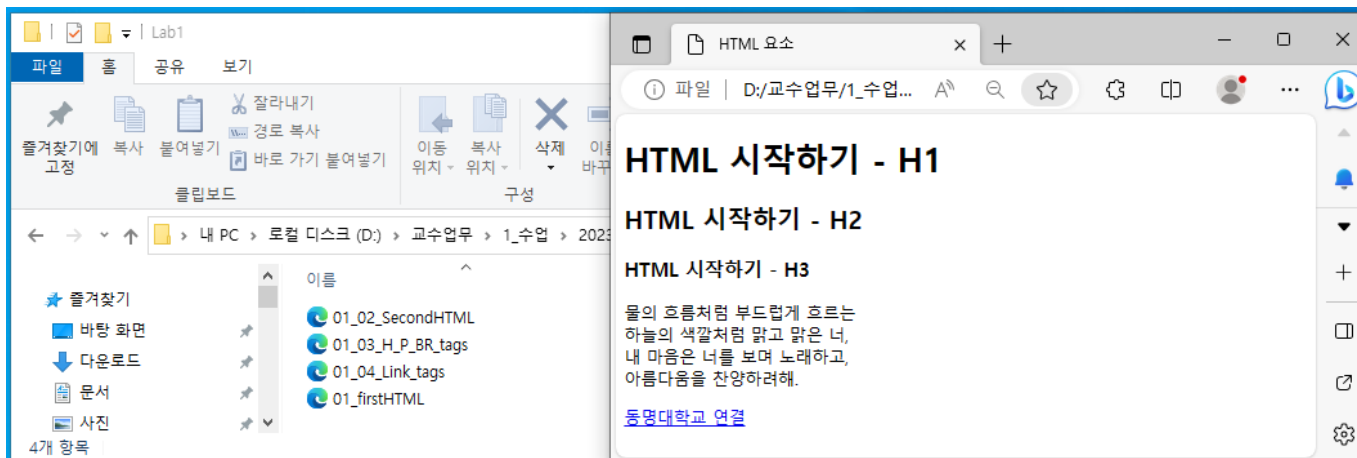 Lab1
파일 홈 공유 보기
즐겨찾기에 고정
복사
붙여넣기
잘라내기
경로 복사
바로 가기 붙여넣기
클립보드
이동 위치
복사 위치
삭제
구성
내 PC > 로컬 디스크 (D:) > 교수업무 > 1_수업 >
이름
즐겨찾기
바탕 화면
다운로드
문서
사진
01_02_SecondHTML
01_03_H_P_BR_tags
01_04_Link_tags
01_firstHTML
4개 항목
HTML 요소
파일 D:/교수업무/1_수업...
HTML 시작하기 - H1
HTML 시작하기 - H2
HTML 시작하기 - H3
물의 흐름처럼 부드럽게 흐르는
하늘의 색깔처럼 맑고 맑은 너,
내 마음은 너를 보며 노래하고,
아름다움을 찬양하려해.
동명대학교 연결